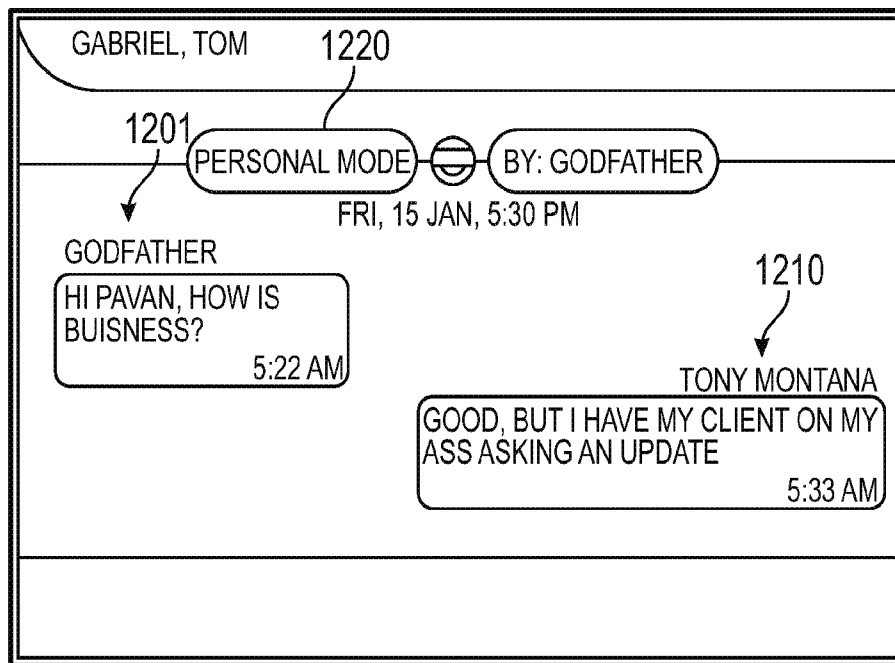 GABRIEL, TOM
1220
1201
PERSONAL MODE
BY: GODFATHER
FRI, 15 JAN, 5:30 PM
GODFATHER
HI PAVAN, HOW IS
BUISNESS?
5:22 AM
1210
TONY MONTANA
GOOD, BUT I HAVE MY CLIENT ON MY
ASS ASKING AN UPDATE
5:33 AM